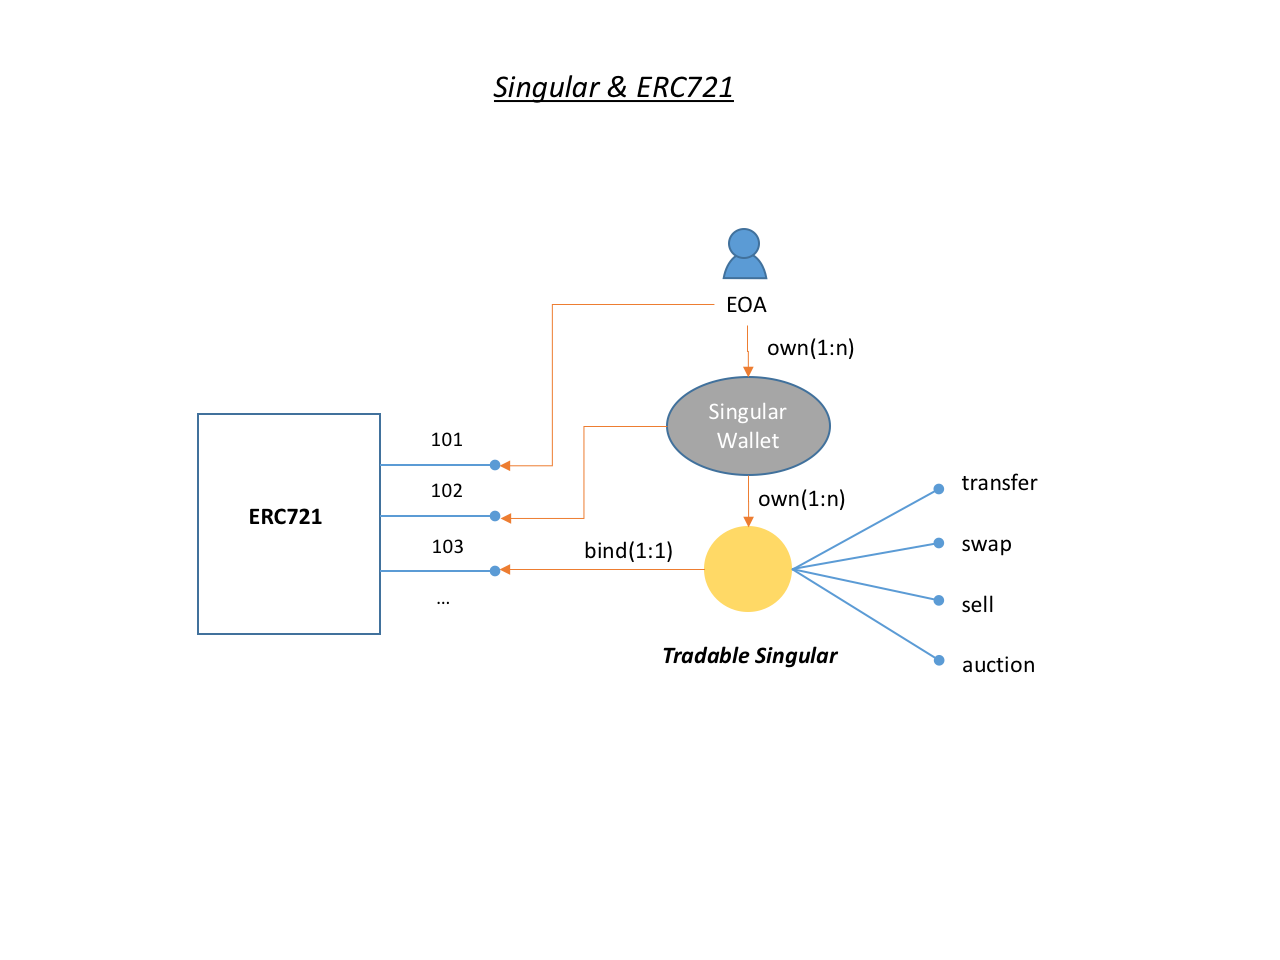 Singular & ERC721
EOA
own(1:n)
Singular
Wallet
101
102
ERC721
103
...
own(1:n)
bind(1:1)
Tradable Singular
transfer
swap
sell
auction